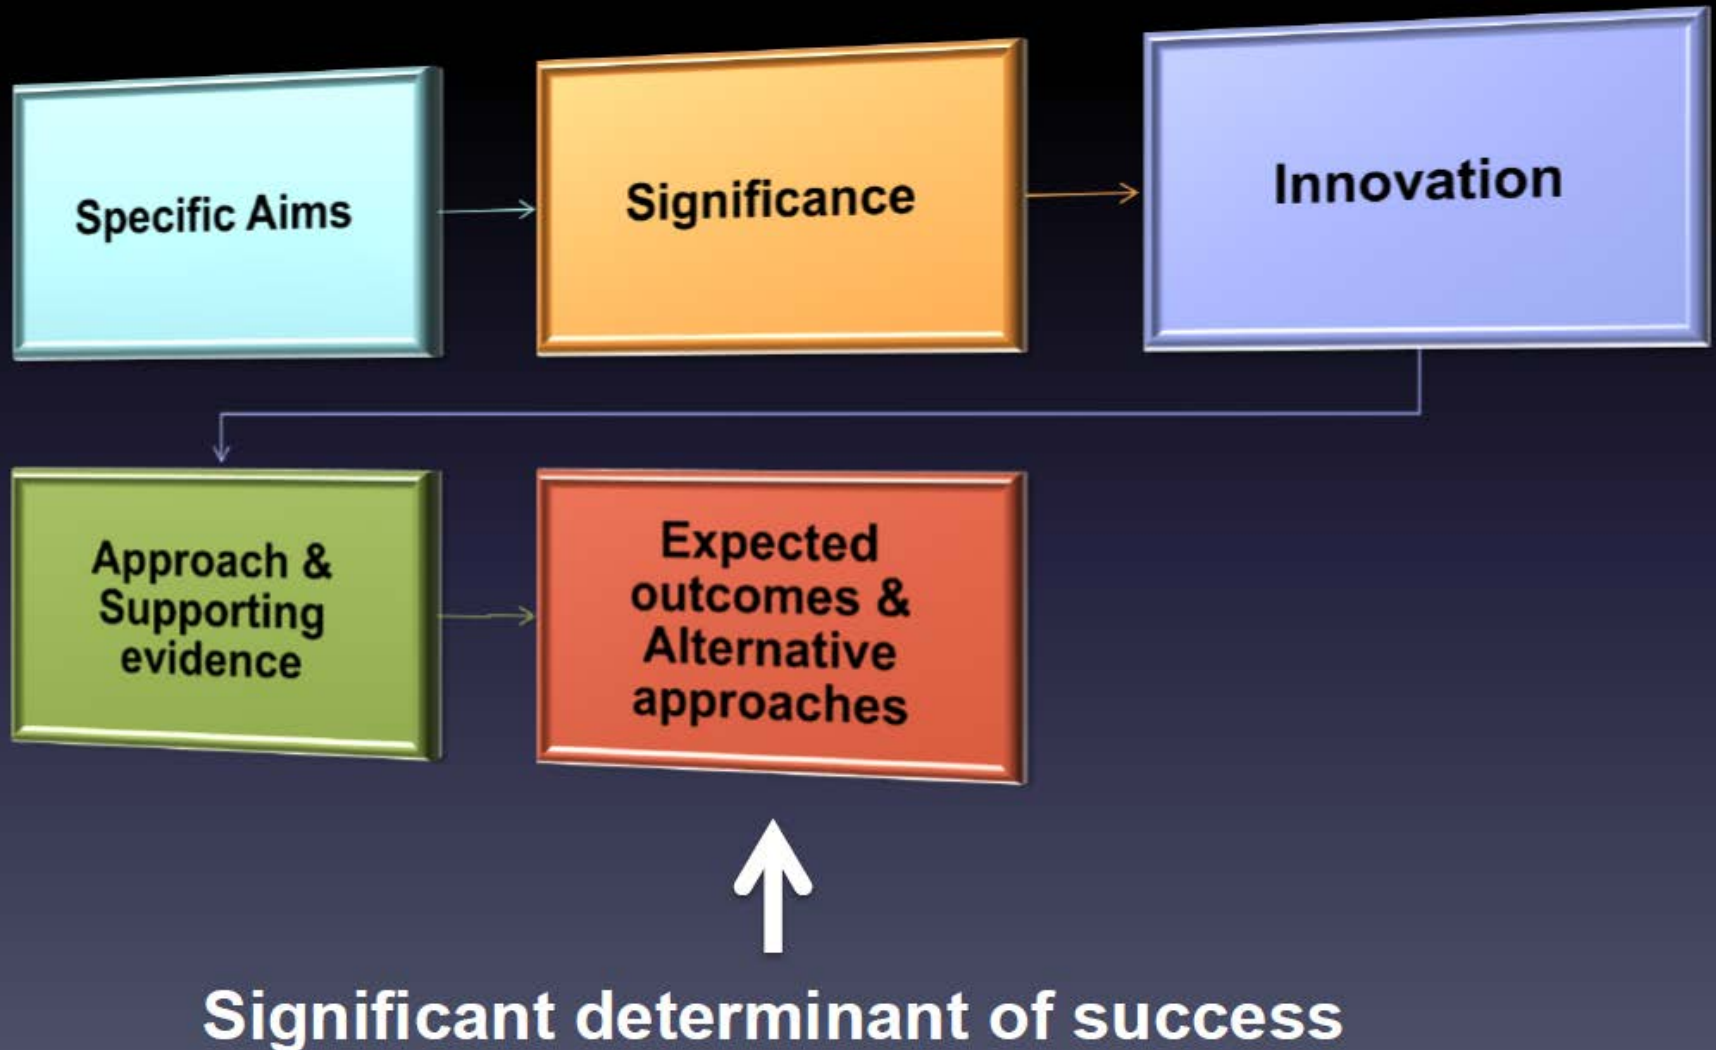 Specific Aims
Significance
Innovation
Approach &
Supporting
evidence
Expected
outcomes &
Alternative
approaches
Significant determinant of success